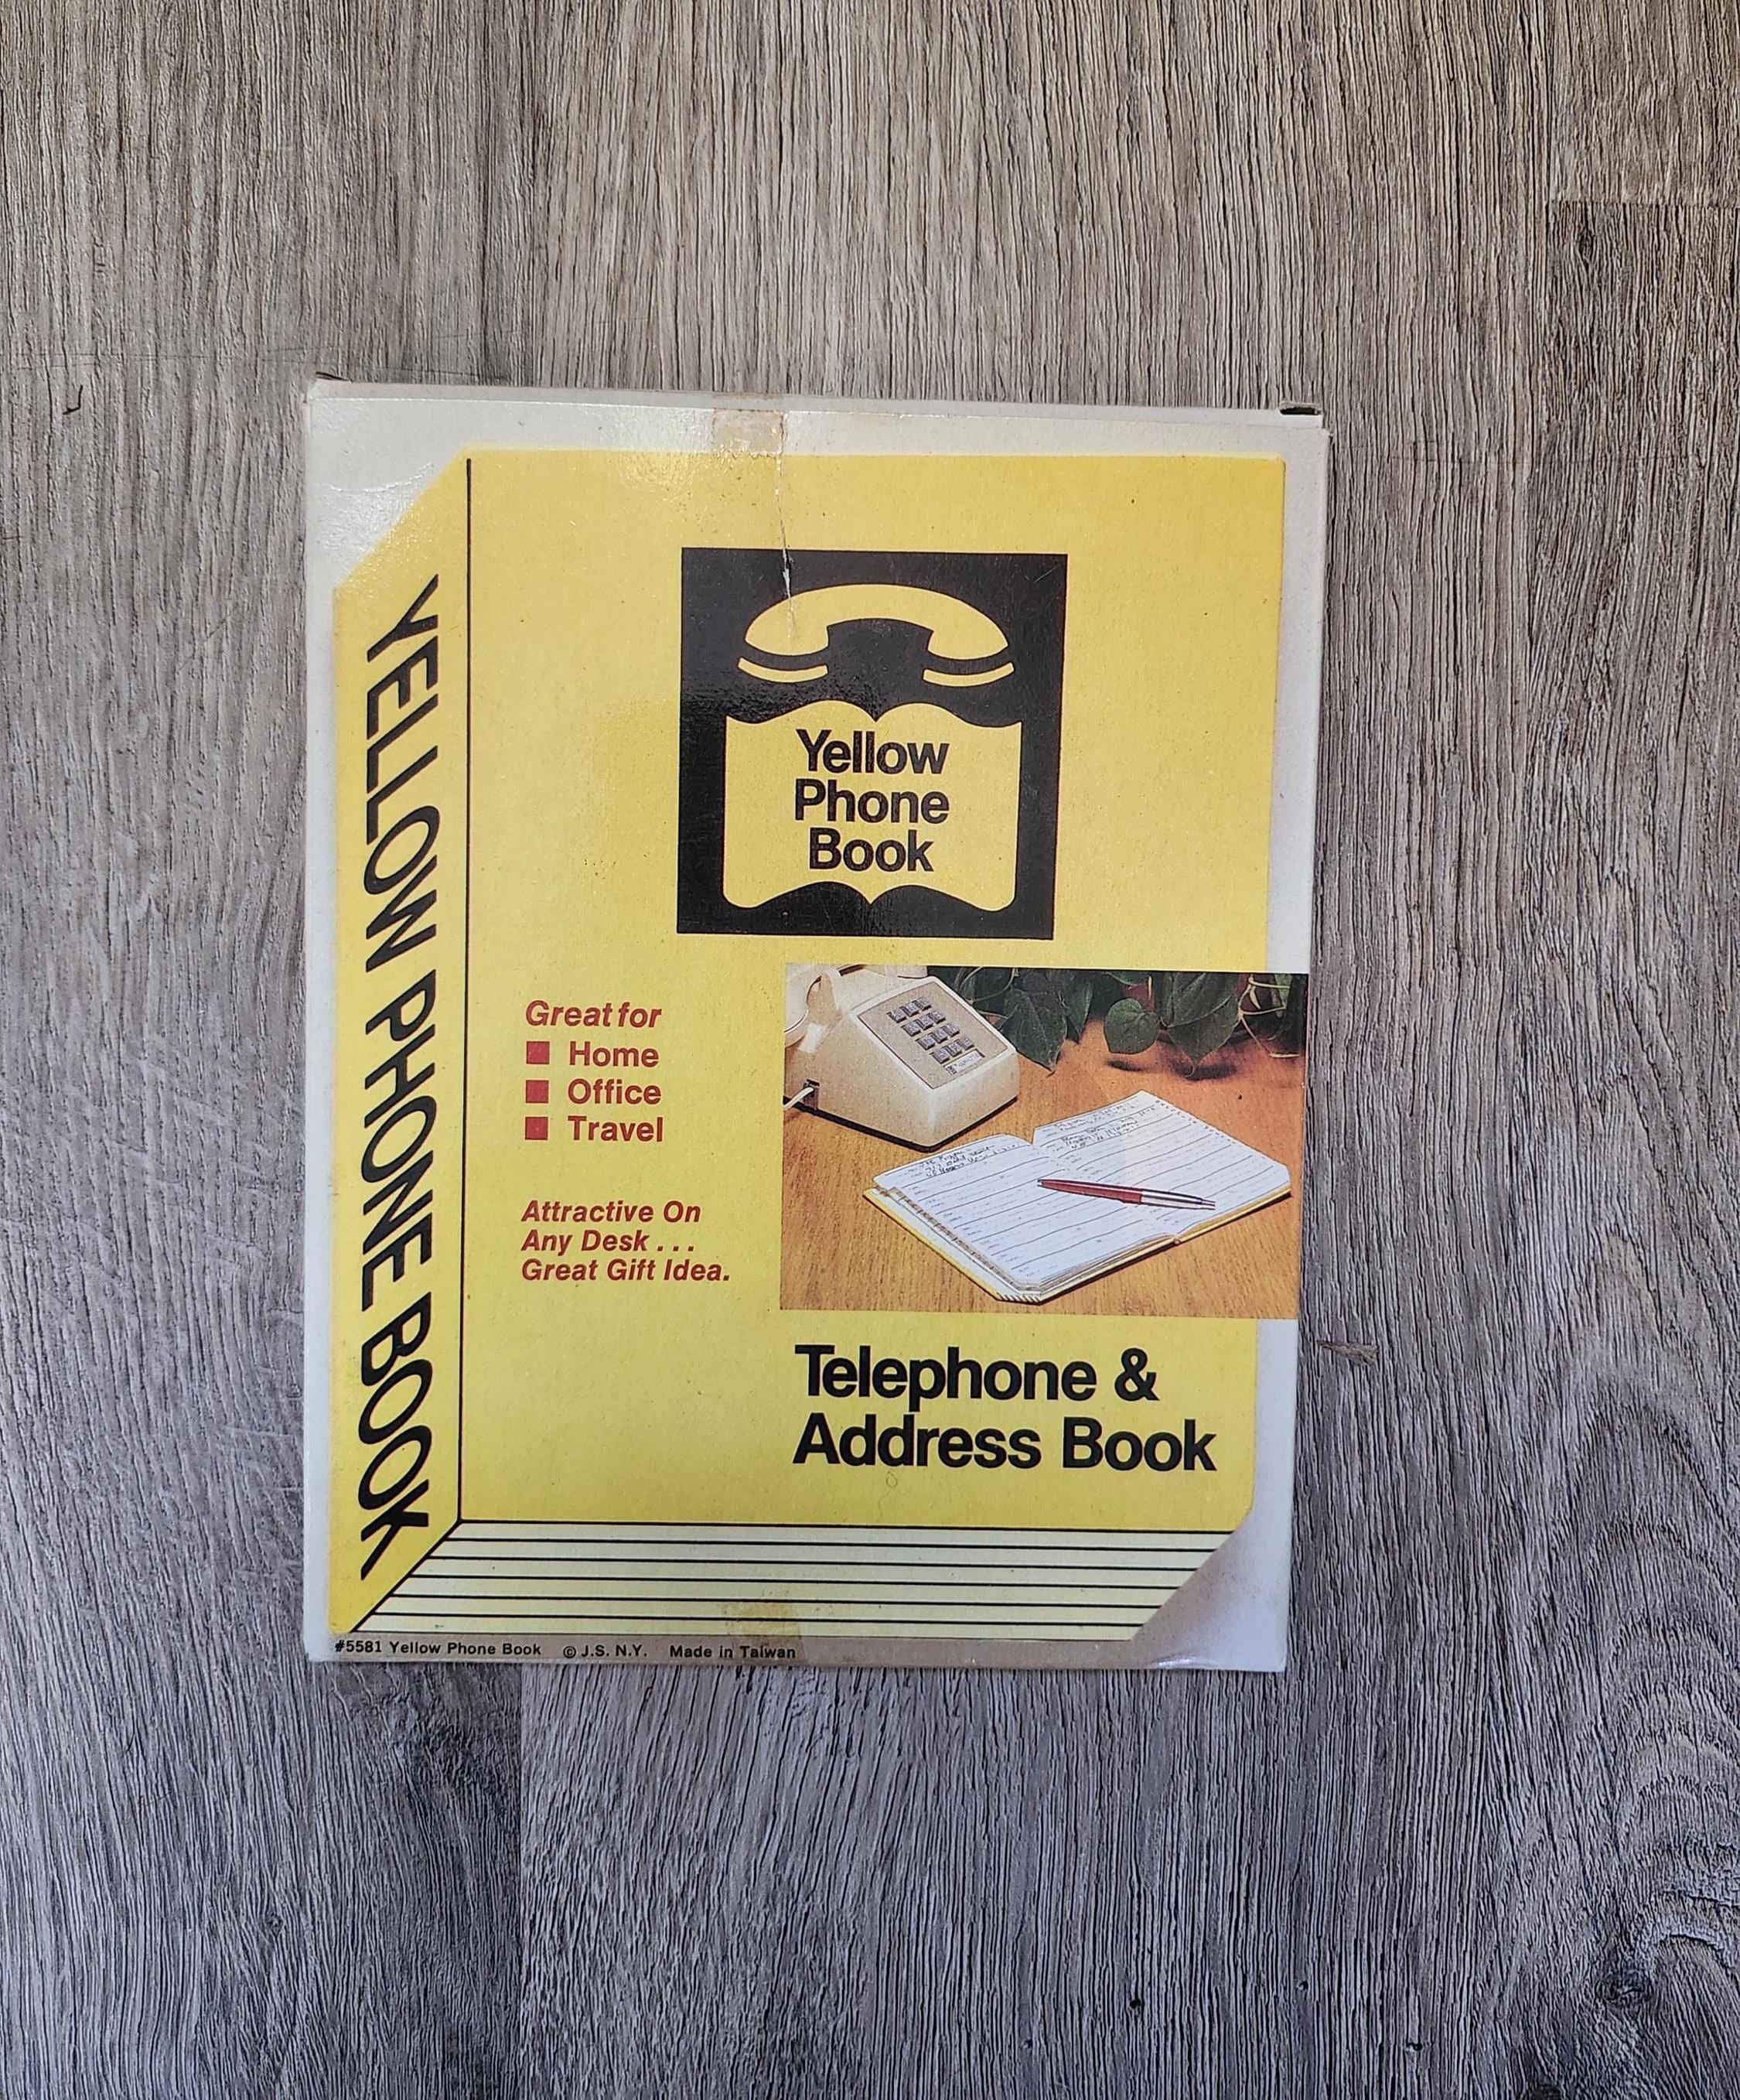 YELLOW PHONE BOOK
Yellow
Phone
Book
Great for
Home
Office
Travel
Attractive On
Any Desk . . .
Great Gift Idea.
Telephone &
Address Book
#5581 Yellow Phone Book © J.S. N.Y. Made in Taiwan